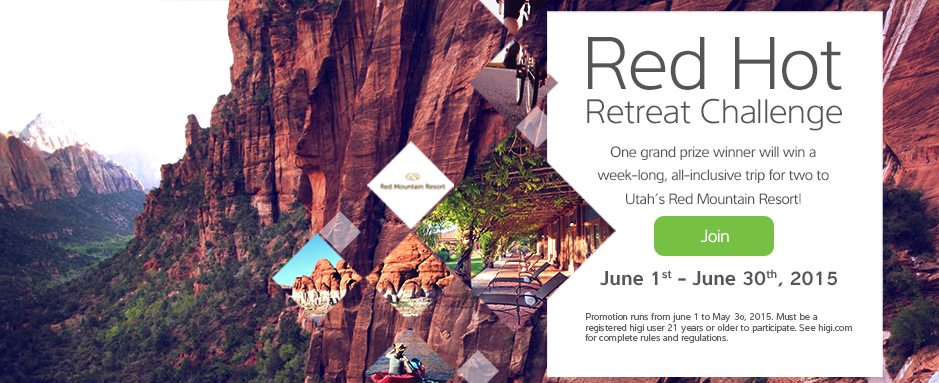 Red Hot
Retreat Challenge
One grand prize winner will win a
week-long, all-inclusive trip for two to
Utah´s Red Mountain Resort!
Join
June 1st - June 30th, 2015
Promotion runs from june 1 to May 3o, 2015. Must be a
registered higi user 21 years or older to participate. See higi.com
for complete rules and regulations.
Red Mountain Resort